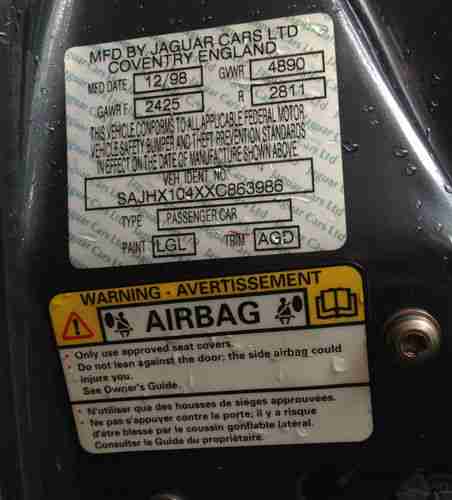 MFD BY JAGUAR CARS LTD
COVENTRY ENGLAND
MFD DATE 12/98 GVWR 4890
GAWR F 2425 R 2811
THIS VEHICLE CONFORMS TO ALL APPLICABLE FEDERAL MOTOR
VEHICLE SAFETY BUMPER AND THEFT PREVENTION STANDARDS
IN EFFECT ON THE DATE OF MANUFACTURE SHOWN ABOVE
VEH IDENT NO
SAJHX104XXC863986
TYPE PASSENGER CAR
PAINT LGL TRIM AGD
WARNING - AVERTISSEMENT
AIRBAG
* Only use approved seat covers.
* Do not lean against the door; the side airbag could
injure you.
See Owner's Guide.
* N'utiliser que des housses de sièges approuvées.
* Ne pas s'appuyer contre le porte; il y a risque
d'être blessé par le coussin gonflable latéral.
Consulter le Guide du propriétaire.